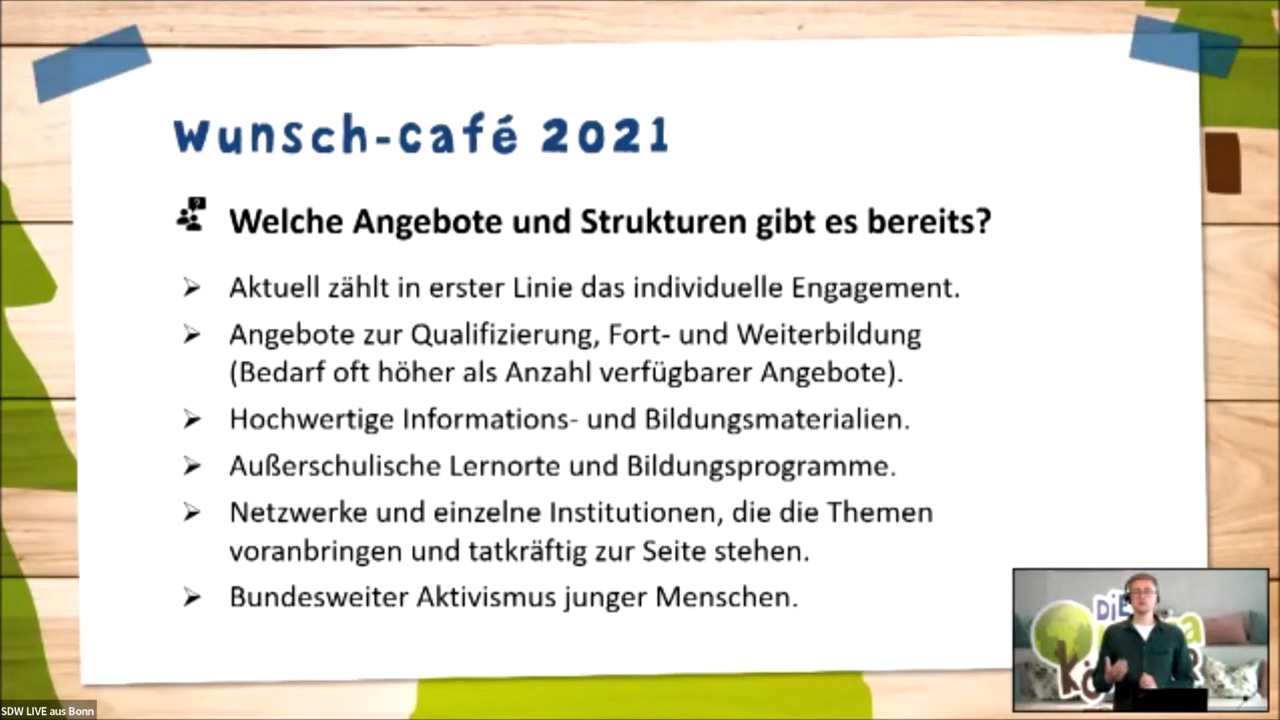 Wunsch-café 2021
Welche Angebote und Strukturen gibt es bereits?
Aktuell zählt in erster Linie das individuelle Engagement.
Angebote zur Qualifizierung, Fort- und Weiterbildung
(Bedarf oft höher als Anzahl verfügbarer Angebote).
Hochwertige Informations- und Bildungsmaterialien.
Außerschulische Lernorte und Bildungsprogramme.
Netzwerke und einzelne Institutionen, die die Themen
voranbringen und tatkräftig zur Seite stehen.
Bundesweiter Aktivismus junger Menschen.
DiE
SDW LIVE aus Bonn